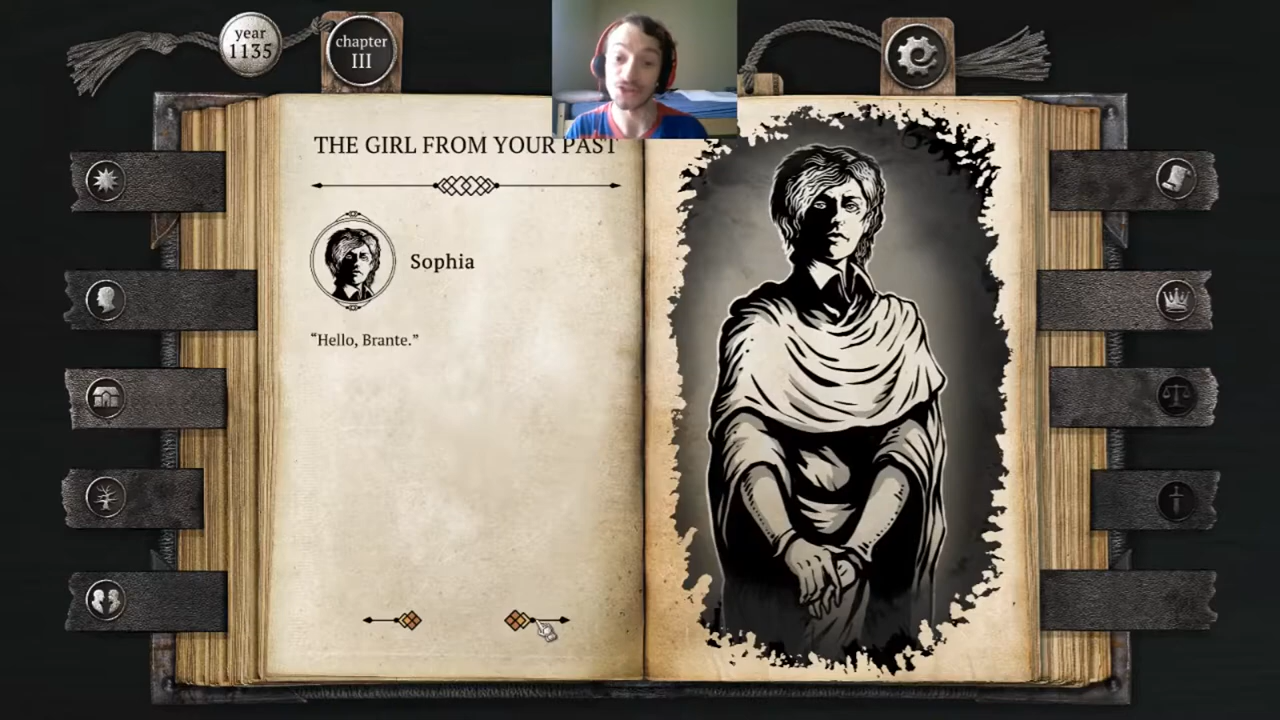 year
1135
chapter
III
THE GIRL FROM YOUR PAST
Sophia
“Hello, Brante.”